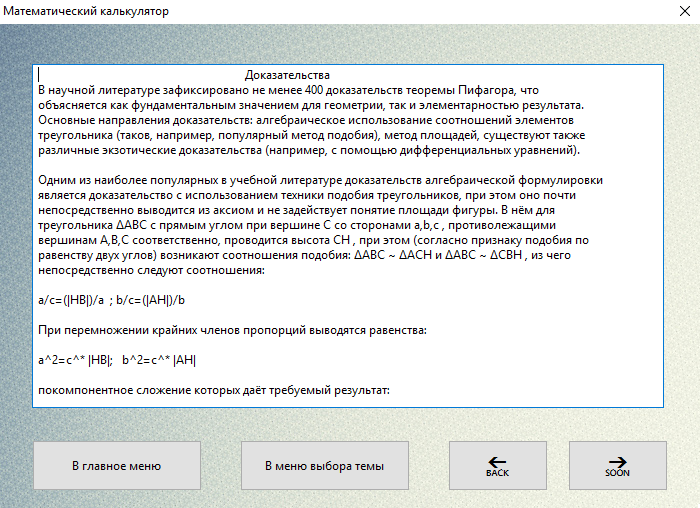 Математический калькулятор
Доказательства
В научной литературе зафиксировано не менее 400 доказательств теоремы Пифагора, что
объясняется как фундаментальным значением для геометрии, так и элементарностью результата.
Основные направления доказательств: алгебраическое использование соотношений элементов
треугольника (таков, например, популярный метод подобия), метод площадей, существуют также
различные экзотические доказательства (например, с помощью дифференциальных уравнений).
Одним из наиболее популярных в учебной литературе доказательств алгебраической формулировки
является доказательство с использованием техники подобия треугольников, при этом оно почти
непосредственно выводится из аксиом и не задействует понятие площади фигуры. В нём для
треугольника ΔABC с прямым углом при вершине C со сторонами a,b,c , противолежащими
вершинам A,B,C соответственно, проводится высота CH , при этом (согласно признаку подобия по
равенству двух углов) возникают соотношения подобия: ΔABC ~ ΔACH и ΔABC ~ ΔCBH , из чего
непосредственно следуют соотношения:
a/c=(|HB|)/a ; b/c=(|AH|)/b
При перемножении крайних членов пропорций выводятся равенства:
a^2=c^*|HB|; b^2=c^*|AH|
покомпонентное сложение которых даёт требуемый результат:
В главное меню
В меню выбора темы
BACK
SOON